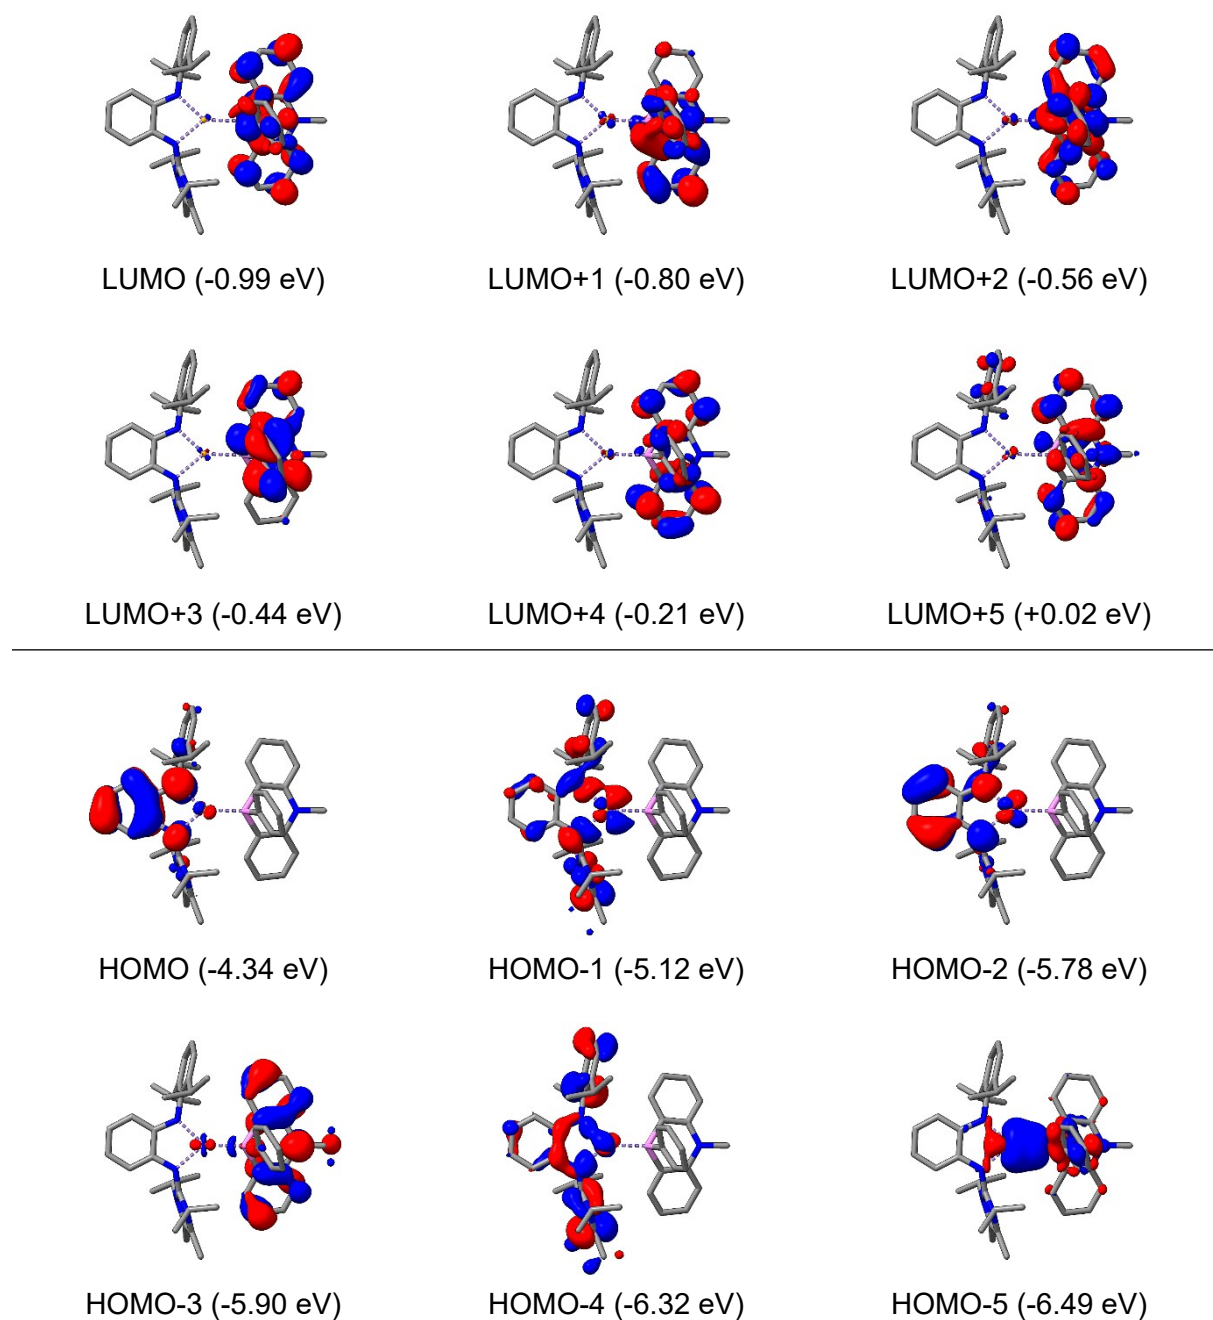 LUMO (-0.99 eV)
LUMO+1 (-0.80 eV)
LUMO+2 (-0.56 eV)
LUMO+3 (-0.44 eV)
LUMO+4 (-0.21 eV)
LUMO+5 (+0.02 eV)
HOMO (-4.34 eV)
HOMO-1 (-5.12 eV)
HOMO-2 (-5.78 eV)
HOMO-3 (-5.90 eV)
HOMO-4 (-6.32 eV)
HOMO-5 (-6.49 eV)